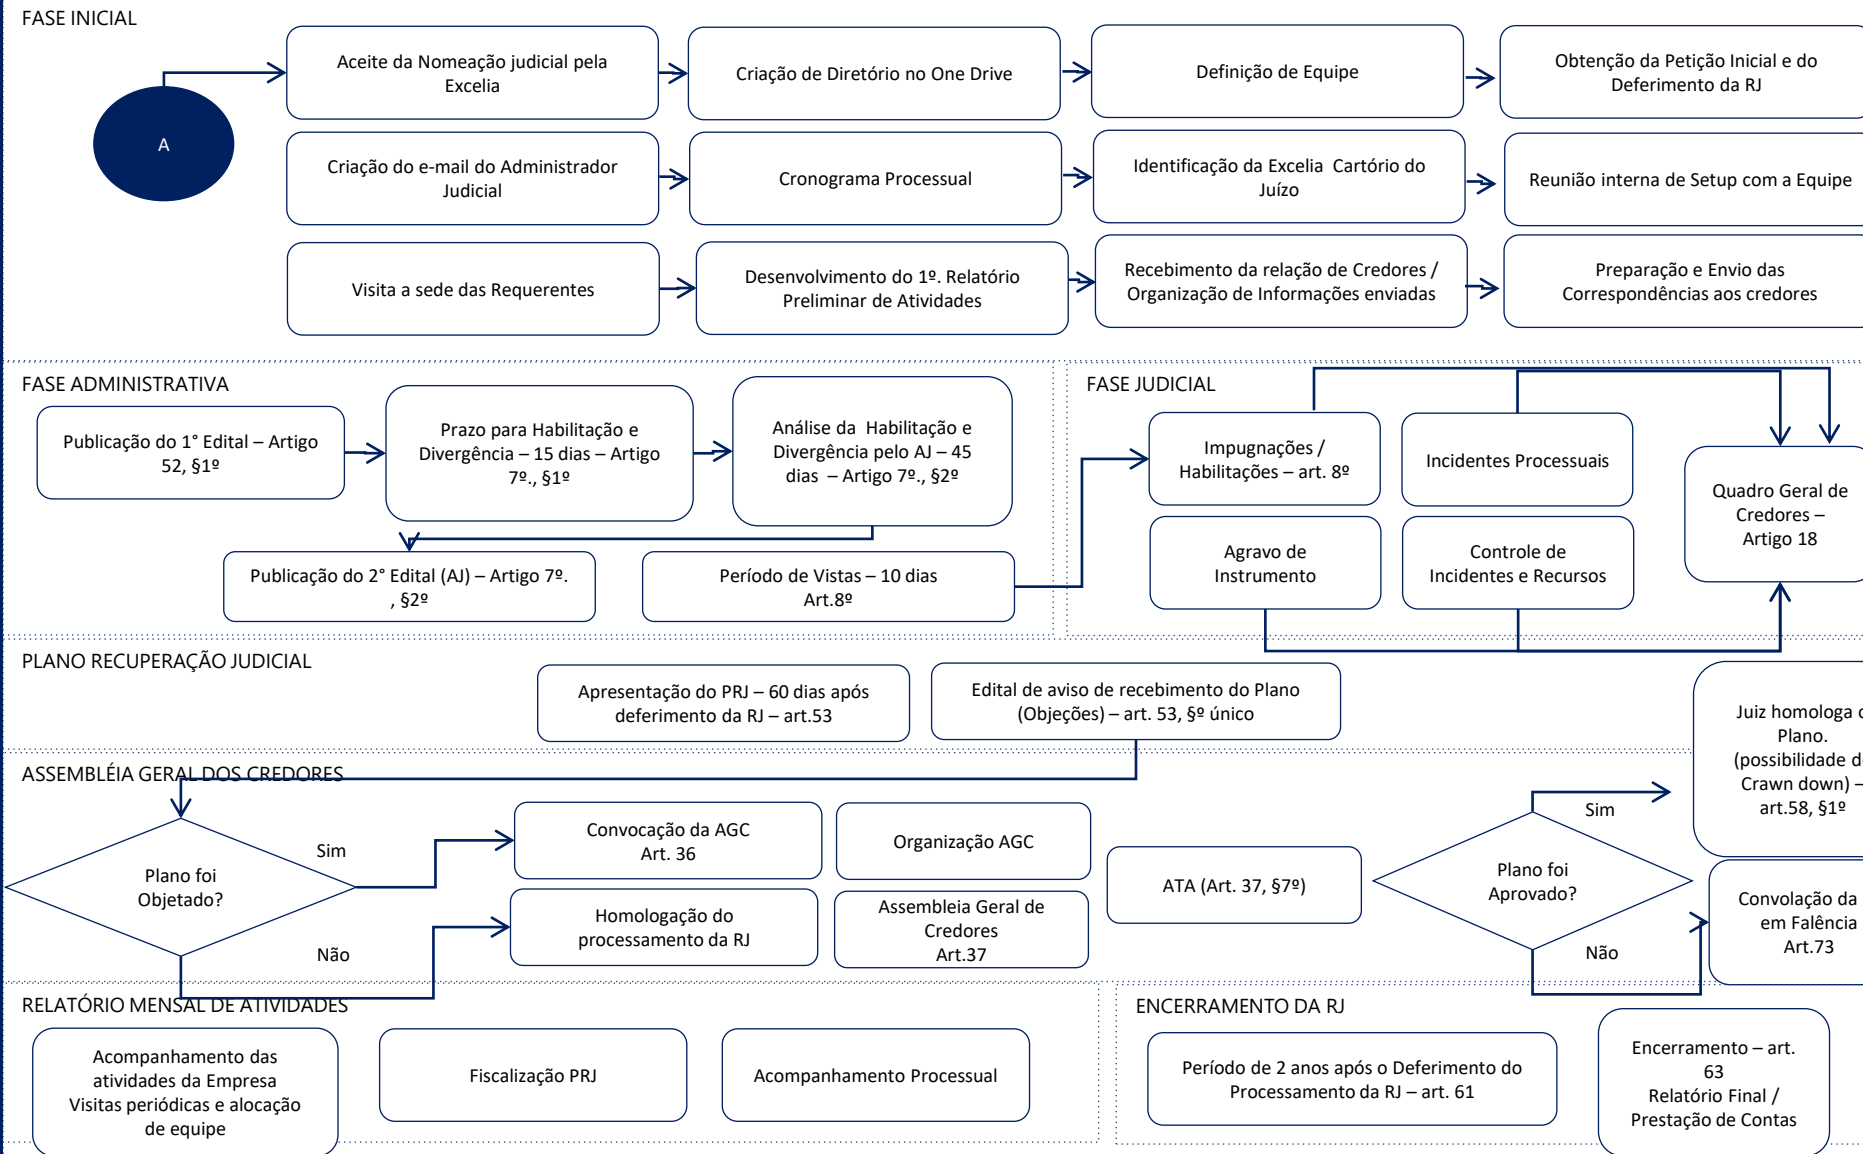 FASE INICIAL
A
Aceite da Nomeação judicial pela
Excelia
Criação de Diretório no One Drive
Definição de Equipe
Obtenção da Petição Inicial e do
Deferimento da RJ
Criação do e-mail do Administrador
Judicial
Cronograma Processual
Identificação da Excelia Cartório do
Juízo
Reunião interna de Setup com a Equipe
Visita a sede das Requerentes
Desenvolvimento do 1º. Relatório
Preliminar de Atividades
Recebimento da relação de Credores /
Organização de Informações enviadas
Preparação e Envio das
Correspondências aos credores
FASE ADMINISTRATIVA
Publicação do 1° Edital – Artigo
52, §1º
Prazo para Habilitação e
Divergência – 15 dias – Artigo
7º., §1º
Análise da Habilitação e
Divergência pelo AJ – 45
dias – Artigo 7º., §2º
Publicação do 2° Edital (AJ) – Artigo 7º.
, §2º
Período de Vistas – 10 dias
Art.8º
FASE JUDICIAL
Impugnações /
Habilitações – art. 8º
Incidentes Processuais
Agravo de
Instrumento
Controle de
Incidentes e Recursos
Quadro Geral de
Credores –
Artigo 18
PLANO RECUPERAÇÃO JUDICIAL
Apresentação do PRJ – 60 dias após
deferimento da RJ – art.53
Edital de aviso de recebimento do Plano
(Objeções) – art. 53, §º único
Juiz homologa
Plano.
(possibilidade
Crawn down) –
art.58, §1º
ASSEMBLÉIA GERAL DOS CREDORES
Plano foi
Objetado?
Sim
Não
Convocação da AGC
Art. 36
Organização AGC
Homologação do
processamento da RJ
Assembleia Geral de
Credores
Art.37
ATA (Art. 37, §7º)
Plano foi
Aprovado?
Sim
Não
Convolação da
em Falência
Art.73
RELATÓRIO MENSAL DE ATIVIDADES
Acompanhamento das
atividades da Empresa
Visitas periódicas e alocação
de equipe
Fiscalização PRJ
Acompanhamento Processual
ENCERRAMENTO DA RJ
Período de 2 anos após o Deferimento do
Processamento da RJ – art. 61
Encerramento – art.
63
Relatório Final /
Prestação de Contas